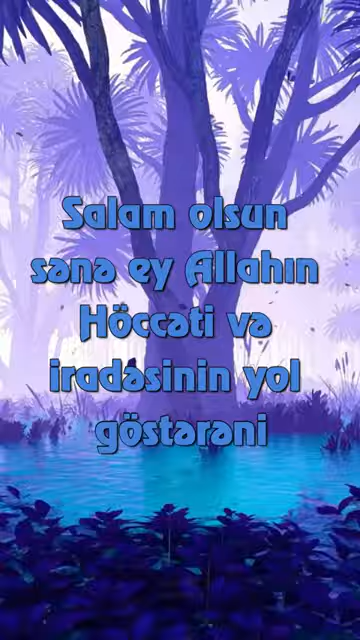 Salam olsun
sənə ey Allahın
Höccəti və
iradəsinin yol
göstərəni